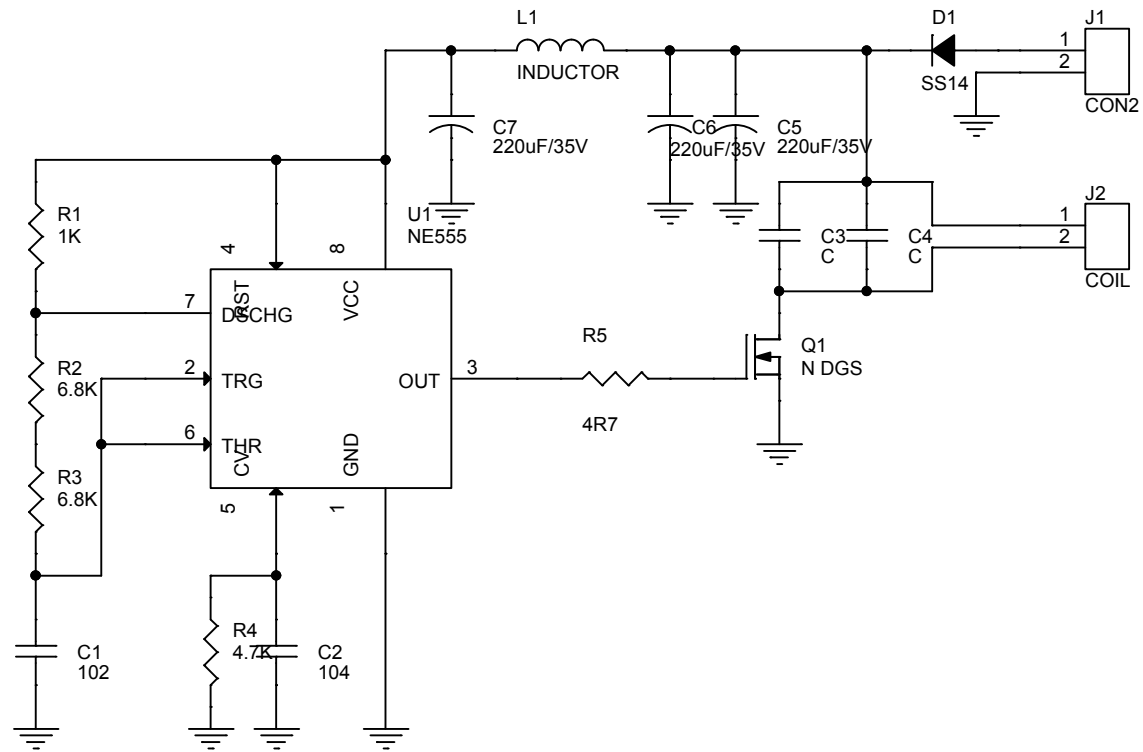 L1
INDUCTOR
D1
SS14
J1
1
2
CON2
C7
220uF/35V
C6
220uF/35V
C5
220uF/35V
R1
1K
U1
NE555
4
8
J2
1
2
COIL
C3
C
C4
C
RST
VCC
7
DSCHG
R2
6.8K
2
TRG
OUT
3
R5
4R7
Q1
N DGS
6
THR
CV
GND
R3
6.8K
5
1
R4
4.7K
C1
102
C2
104